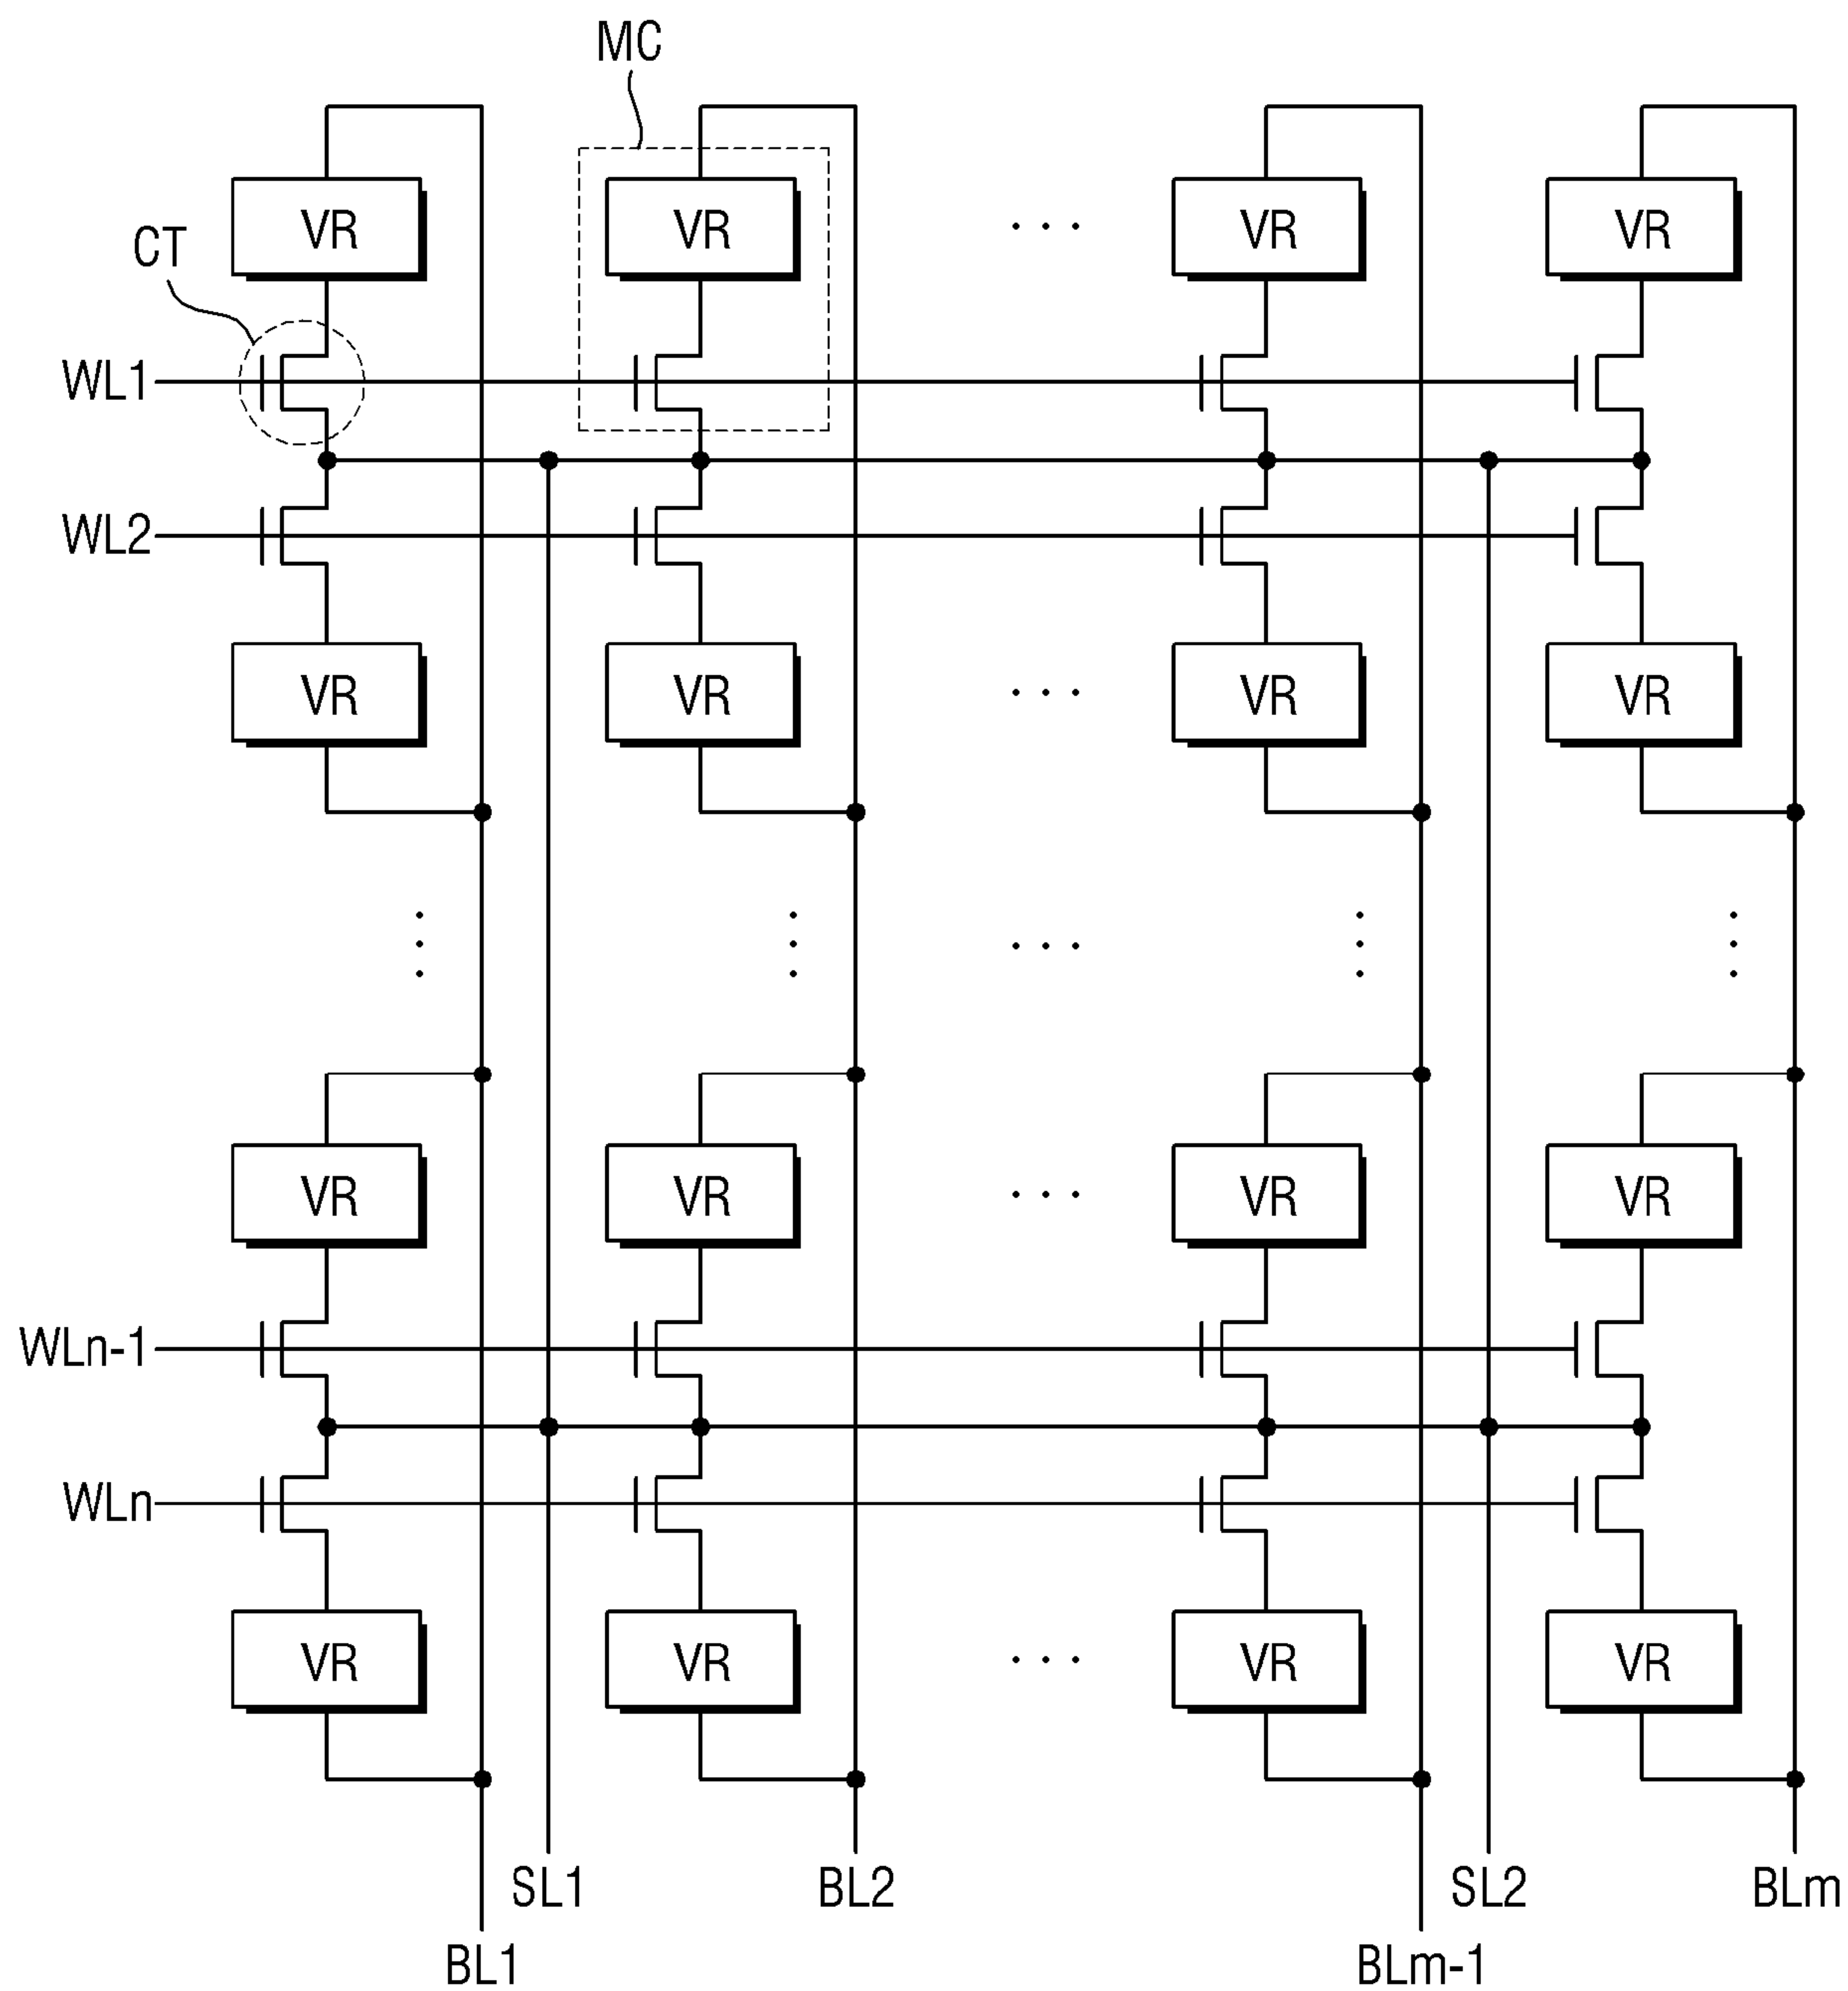 MC
VR VR ... VR VR
CT
WL1
WL2
VR VR ... VR VR
...
VR VR ... VR VR
WLn-1
WLn
VR VR ... VR VR
SL1 BL2 SL2 BLm
BL1 BLm-1